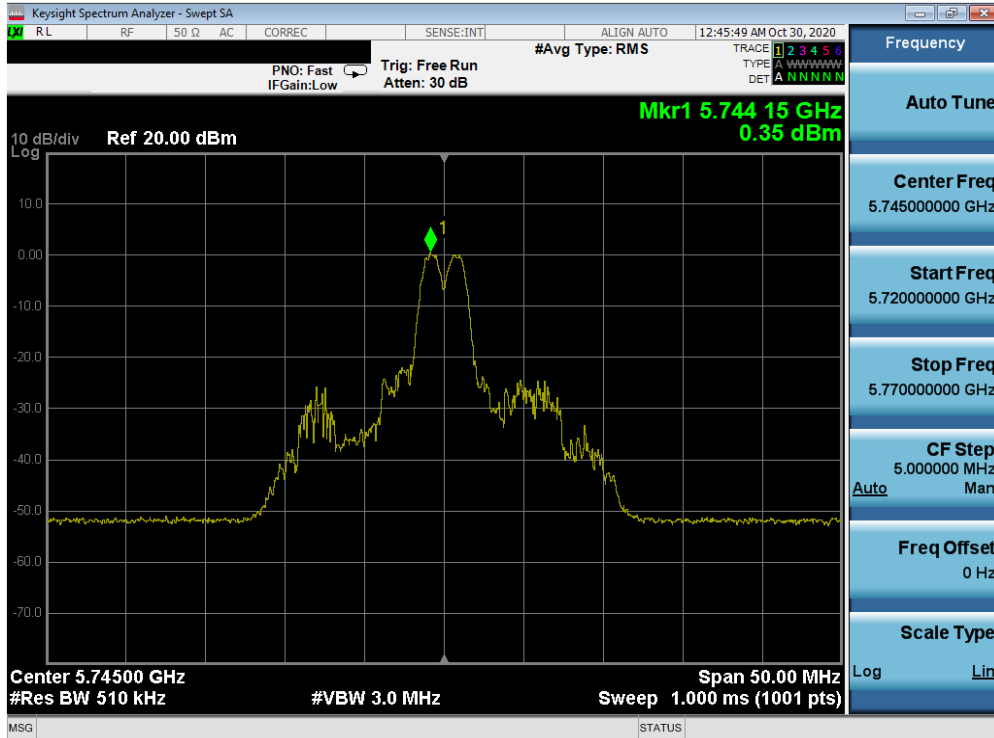 Keysight Spectrum Analyzer - Swept SA
LXI RL RF 50 Ω AC CORREC SENSE:INT ALIGN AUTO 12:45:49 AM Oct 30, 2020
#Avg Type: RMS
TRACE 1 2 3 4 5 6
TYPE A WWWWW
DET A N N N N N
PNO: Fast
IFGain:Low
Trig: Free Run
Atten: 30 dB
Mkr1 5.744 15 GHz
0.35 dBm
10 dB/div
Log
Ref 20.00 dBm
10.0
0.00
-10.0
-20.0
-30.0
-40.0
-50.0
-60.0
-70.0
1
Center 5.74500 GHz
Span 50.00 MHz
#Res BW 510 kHz
#VBW 3.0 MHz
Sweep 1.000 ms (1001 pts)
MSG
STATUS
Frequency
Auto Tune
Center Freq
5.745000000 GHz
Start Freq
5.720000000 GHz
Stop Freq
5.770000000 GHz
CF Step
5.000000 MHz
Auto Man
Freq Offset
0 Hz
Scale Type
Log Lin